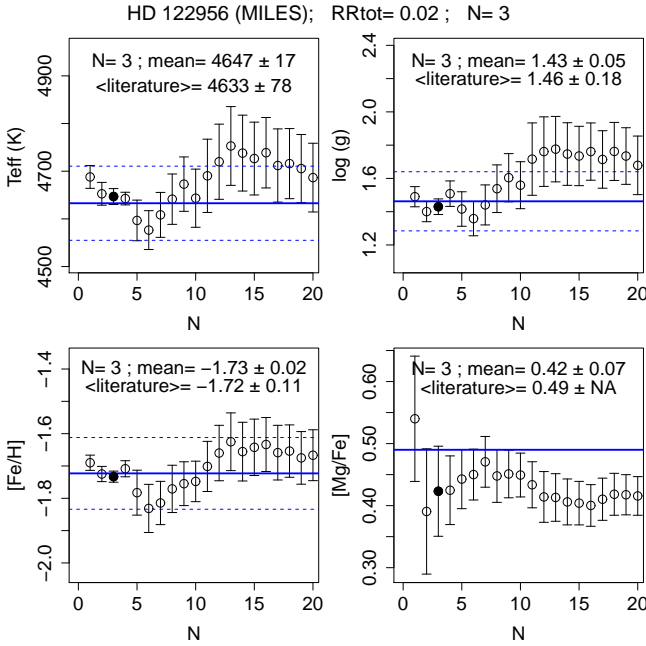 HD 122956 (MILES);    RRtot= 0.02 ;    N= 3
N= 3 ; mean= 4647 ± 17
<literature>= 4633 ± 78
Teff (K)
4500
4700
4900
0
5
10
15
20
N
N= 3 ; mean= 1.43 ± 0.05
<literature>= 1.46 ± 0.18
log (g)
1.2
1.6
2.0
2.4
0
5
10
15
20
N
N= 3 ; mean= −1.73 ± 0.02
<literature>= −1.72 ± 0.11
[Fe/H]
−2.0
−1.8
−1.6
−1.4
0
5
10
15
20
N
N= 3 ; mean= 0.42 ± 0.07
<literature>= 0.49 ± NA
[Mg/Fe]
0.30
0.40
0.50
0.60
0
5
10
15
20
N